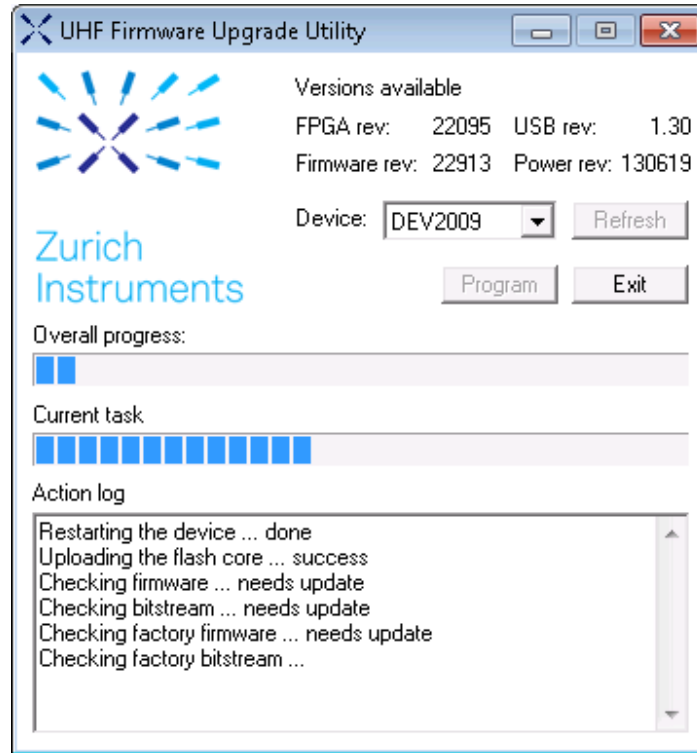 UHF Firmware Upgrade Utility
Zurich
Instruments
Versions available
FPGA rev: 22095 USB rev: 1.30
Firmware rev: 22913 Power rev: 130619
Device: DEV2009 Refresh
Program Exit
Overall progress:
Current task
Action log
Restarting the device ... done
Uploading the flash core ... success
Checking firmware ... needs update
Checking bitstream ... needs update
Checking factory firmware ... needs update
Checking factory bitstream ...